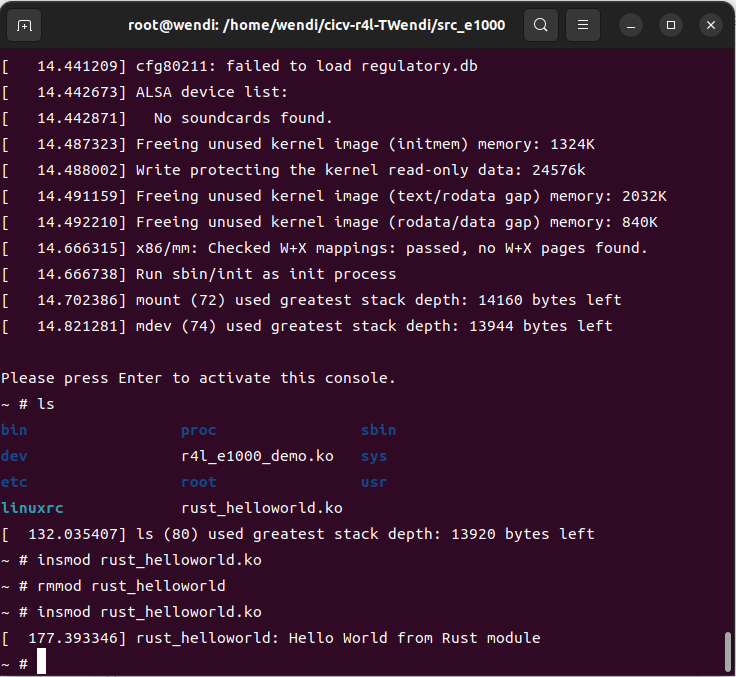 root@wendi: /home/wendi/cicv-r4l-TWendi/src_e1000
[   14.441209] cfg80211: failed to load regulatory.db
[   14.442673] ALSA device list:
[   14.442871]   No soundcards found.
[   14.487323] Freeing unused kernel image (initmem) memory: 1324K
[   14.488002] Write protecting the kernel read-only data: 24576k
[   14.491159] Freeing unused kernel image (text/rodata gap) memory: 2032K
[   14.492210] Freeing unused kernel image (rodata/data gap) memory: 840K
[   14.666315] x86/mm: Checked W+X mappings: passed, no W+X pages found.
[   14.666738] Run sbin/init as init process
[   14.702386] mount (72) used greatest stack depth: 14160 bytes left
[   14.821281] mdev (74) used greatest stack depth: 13944 bytes left
Please press Enter to activate this console.
~ # ls
bin                 proc                sbin
dev                 r4l_e1000_demo.ko   sys
etc                 root                usr
linuxrc             rust_helloworld.ko
[  132.035407] ls (80) used greatest stack depth: 13920 bytes left
~ # insmod rust_helloworld.ko
~ # rmmod rust_helloworld
~ # insmod rust_helloworld.ko
[  177.393346] rust_helloworld: Hello World from Rust module
~ #